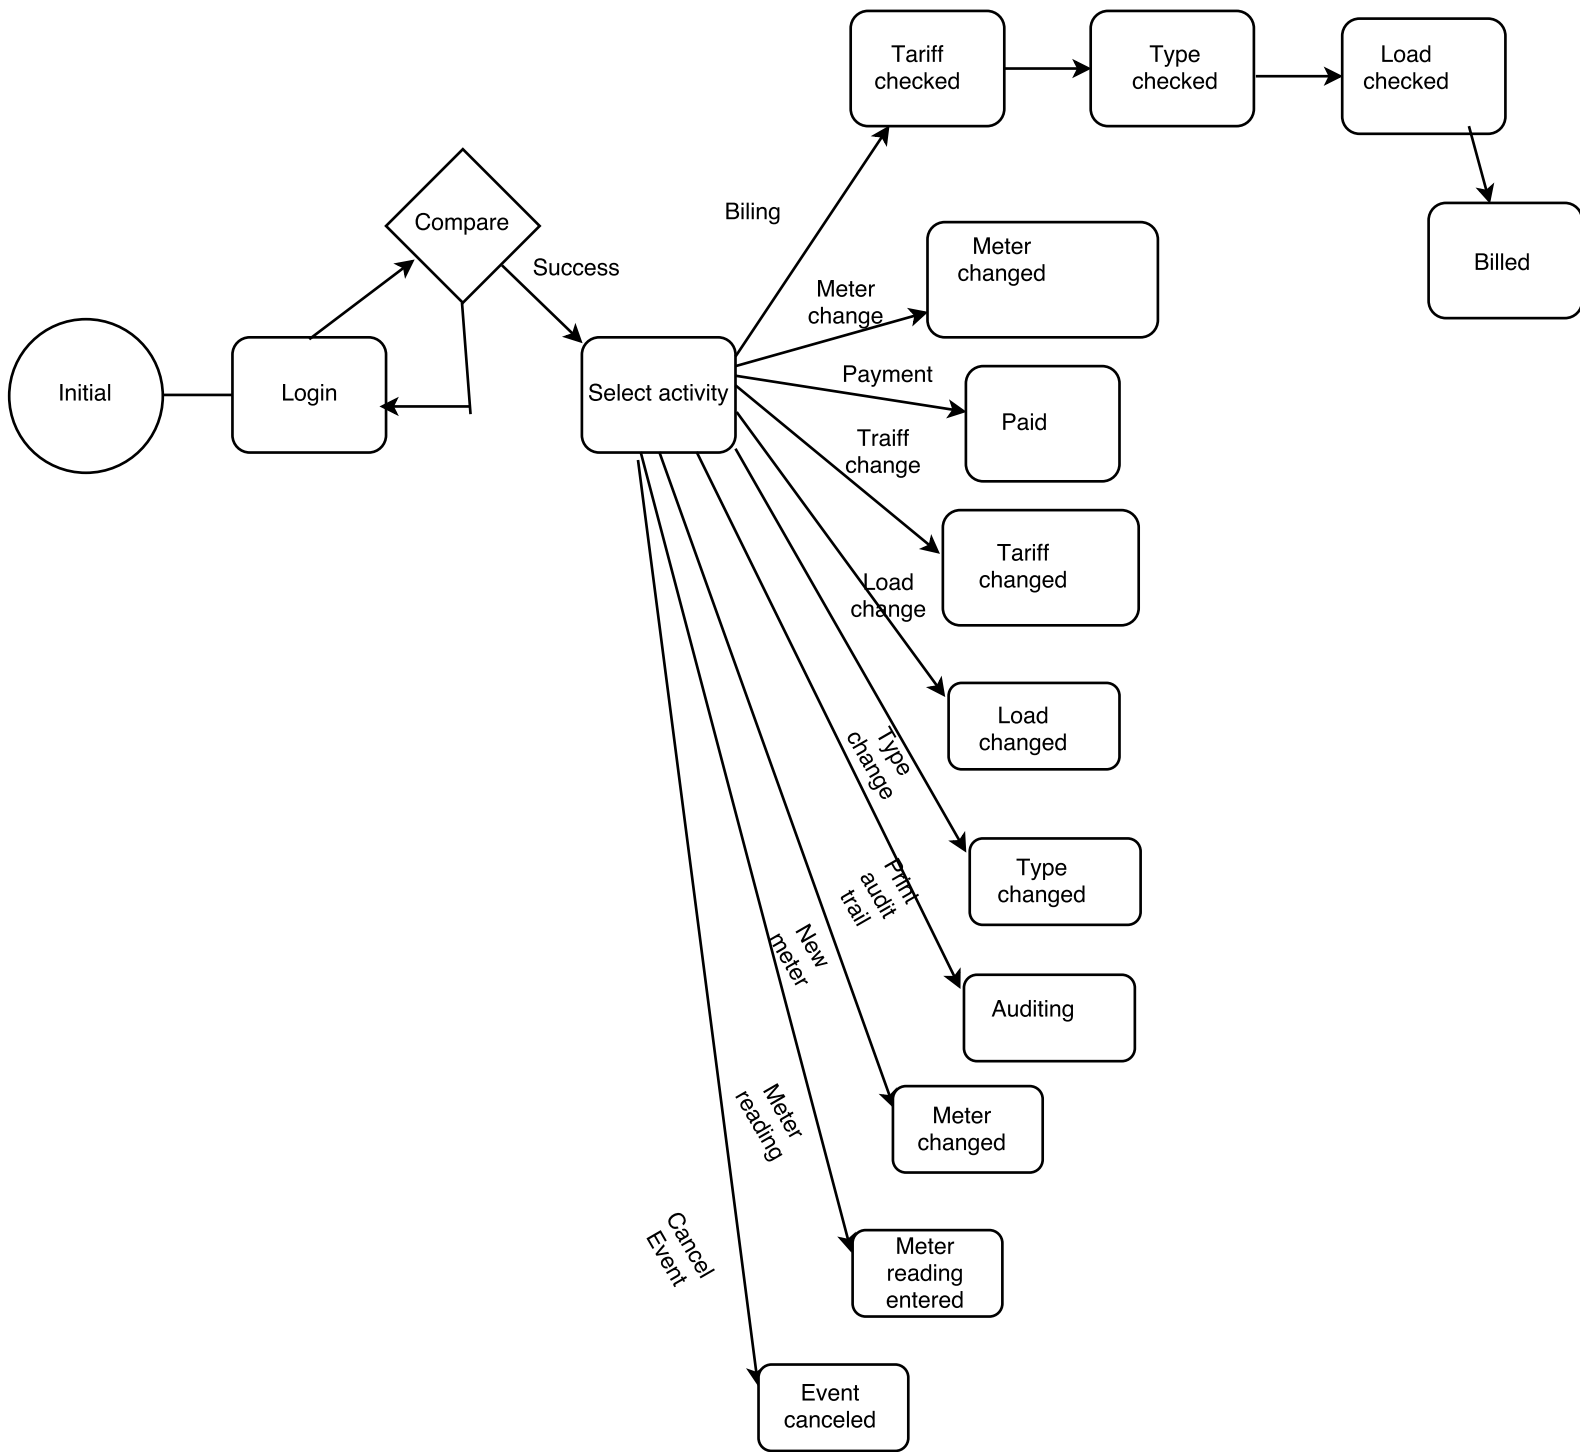 Tariff
checked
Type
checked
Load
checked
Billed
Compare
Success
Biling
Initial
Login
Select activity
Meter
change
Meter
changed
Payment
Paid
Traiff
change
Tariff
changed
Load
change
Load
changed
Type
change
Type
changed
Print
audit
trail
Auditing
New
meter
Meter
changed
Meter
reading
Meter
reading
entered
Cancel
Event
Event
canceled